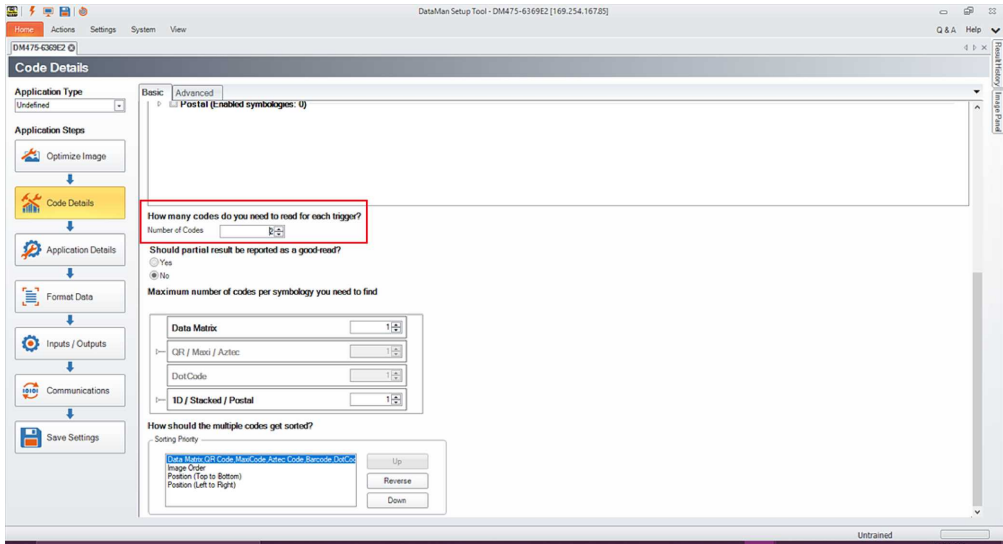 DataMan Setup Tool - DM475-6369E2 [169.254.167.85]
Home Actions Settings System View Q & A Help
DM475-6369E2
Code Details
Application Type
Undefined
Application Steps
Optimize Image
Code Details
Application Details
Format Data
Inputs / Outputs
Communications
Save Settings
Basic Advanced
Postal (Enabled symbologies: 0)
How many codes do you need to read for each trigger?
Number of Codes 2
Should partial result be reported as a good-read?
Yes
No
Maximum number of codes per symbology you need to find
Data Matrix 1
QR / Maxi / Aztec 1
DotCode 1
1D / Stacked / Postal 1
How should the multiple codes get sorted?
Sorting Priority
Data Matrix,QR Code,MaxiCode,Aztec Code,Barcode,DotCod
Image Order
Position (Top to Bottom)
Position (Left to Right)
Up
Reverse
Down
Result History
Image Panel
Untrained